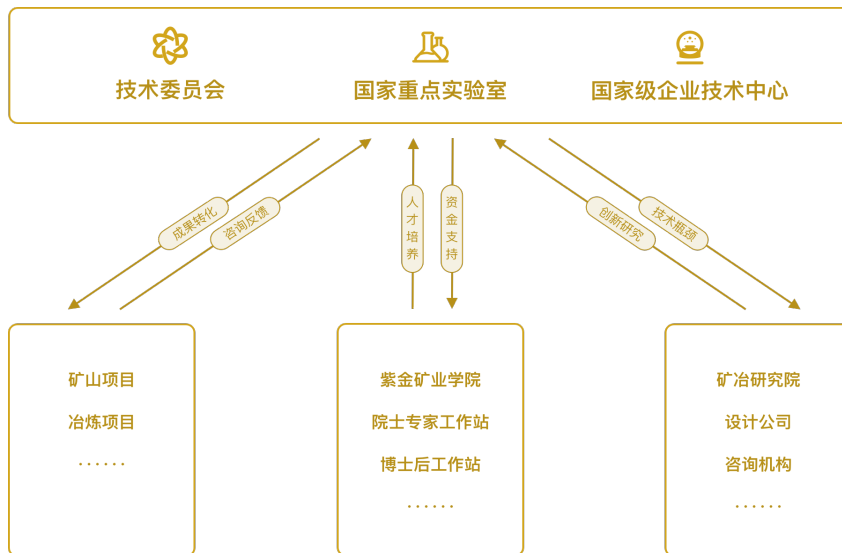 技术委员会
国家重点实验室
国家级企业技术中心
成果转化
咨询反馈
人才培养
资金支持
创新研究
技术瓶颈
矿山项目
冶炼项目
······
紫金矿业学院
院士专家工作站
博士后工作站
······
矿冶研究院
设计公司
咨询机构
······